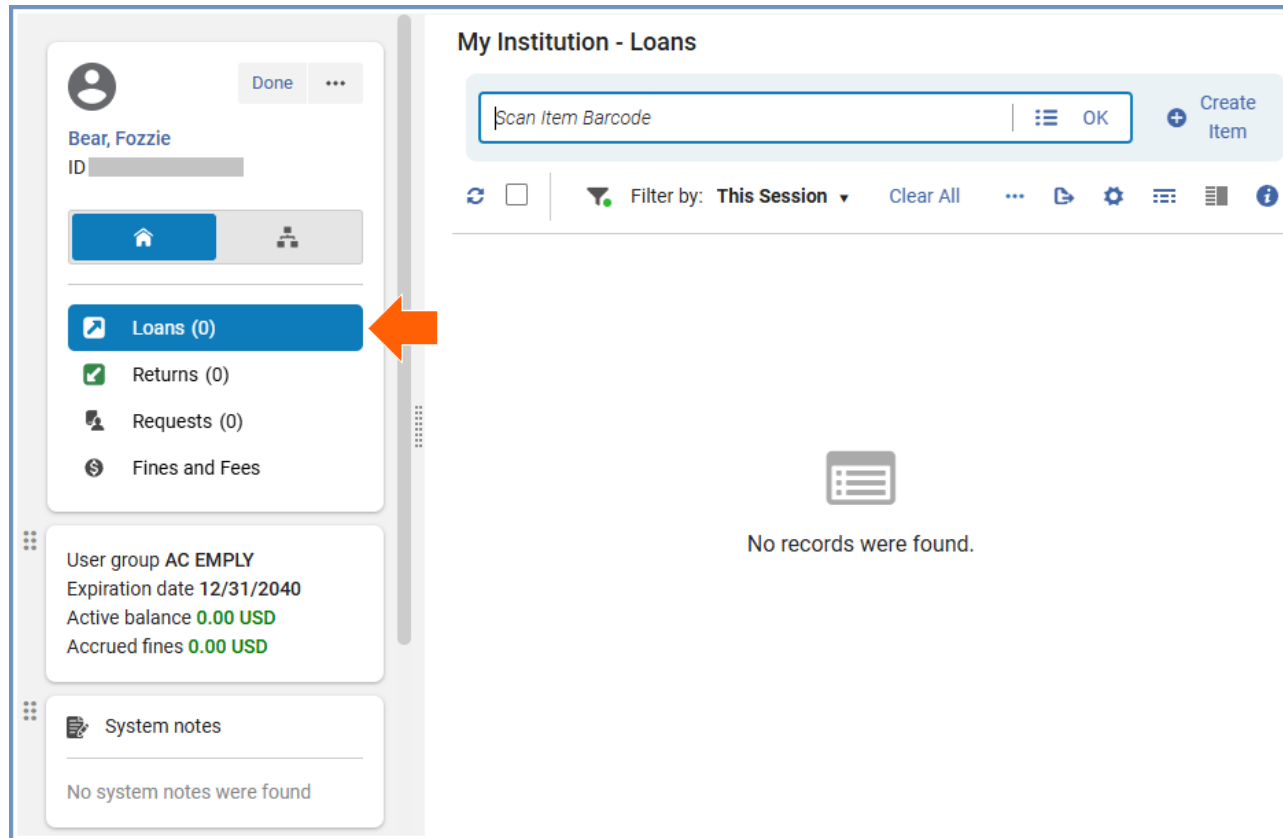 Done
Bear, Fozzie
ID
Loans (0)
Returns (0)
Requests (0)
Fines and Fees
User group AC EMPLY
Expiration date 12/31/2040
Active balance 0.00 USD
Accrued fines 0.00 USD
System notes
No system notes were found
My Institution - Loans
Scan Item Barcode
OK
Create
Item
Filter by: This Session
Clear All
No records were found.